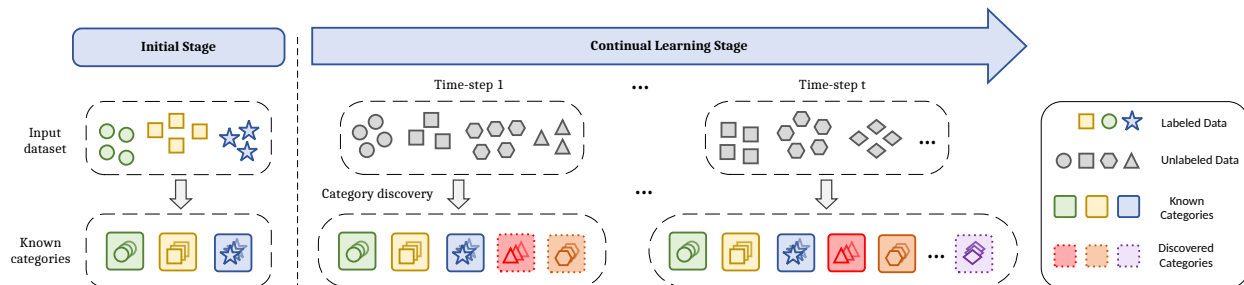 Initial Stage
Continual Learning Stage
Time-step 1
...
Time-step t
Input
dataset
...
Labeled Data
Unlabeled Data
Category discovery
...
Known
categories
...
Known
Categories
Discovered
Categories